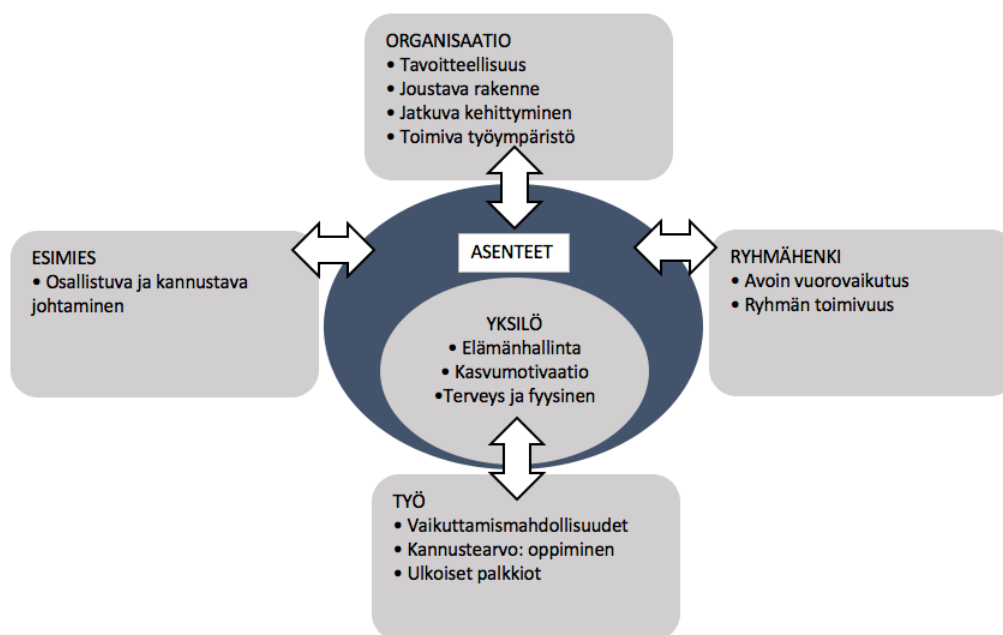 ORGANISAATIO
• Tavoitteellisuus
• Joustava rakenne
• Jatkuva kehittyminen
• Toimiva työympäristö
ESIMIES
• Osallistuva ja kannustava
johtaminen
ASENTEET
RYHMÄHENKI
• Avoin vuorovaikutus
• Ryhmän toimivuus
YKSILÖ
• Elämänhallinta
• Kasvumotivaatio
•Terveys ja fyysinen
TYÖ
• Vaikuttamismahdollisuudet
• Kannustearvo: oppiminen
• Ulkoiset palkkiot